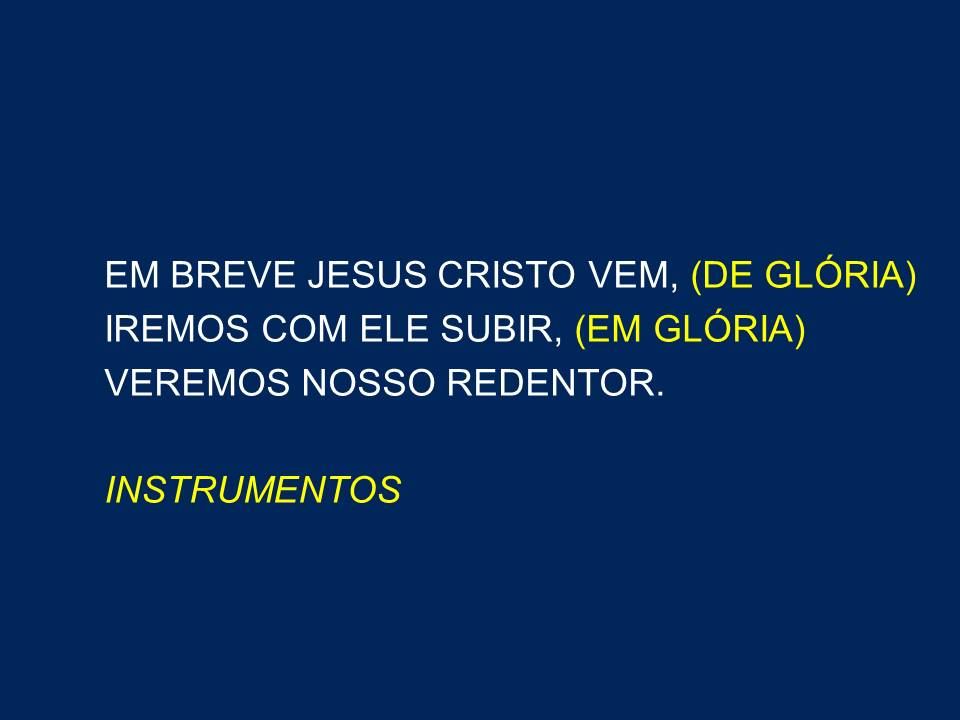 EM BREVE JESUS CRISTO VEM, (DE GLÓRIA)
IREMOS COM ELE SUBIR, (EM GLÓRIA)
VEREMOS NOSSO REDENTOR.
INSTRUMENTOS